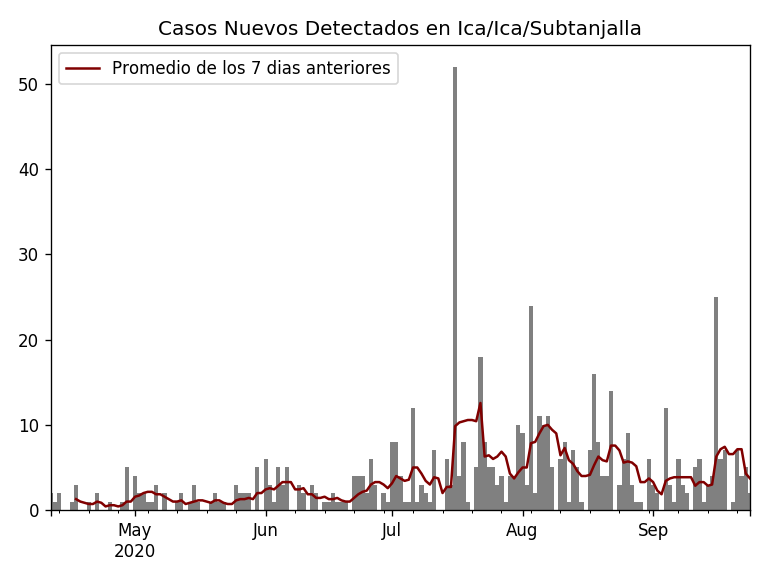 Casos Nuevos Detectados en Ica/Ica/Subtanjalla
Promedio de los 7 dias anteriores
50
40
30
20
10
0
May Jun Jul Aug Sep
2020